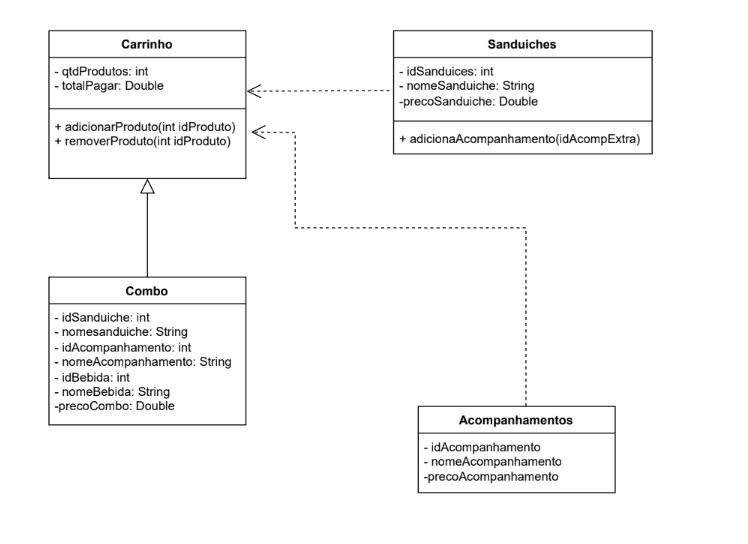 Carrinho
- qtdProdutos: int
- totalPagar: Double
+ adicionarProduto(int idProduto)
+ removerProduto(int idProduto)
Sanduiches
- idSanduices: int
- nomeSanduiche: String
-precoSanduiche: Double
+ adicionaAcompanhamento(idAcompExtra)
Combo
- idSanduiche: int
- nomesanduiche: String
- idAcompanhamento: int
- nomeAcompanhamento: String
- idBebida: int
- nomeBebida: String
-precoCombo: Double
Acompanhamentos
- idAcompanhamento
- nomeAcompanhamento
-precoAcompanhamento